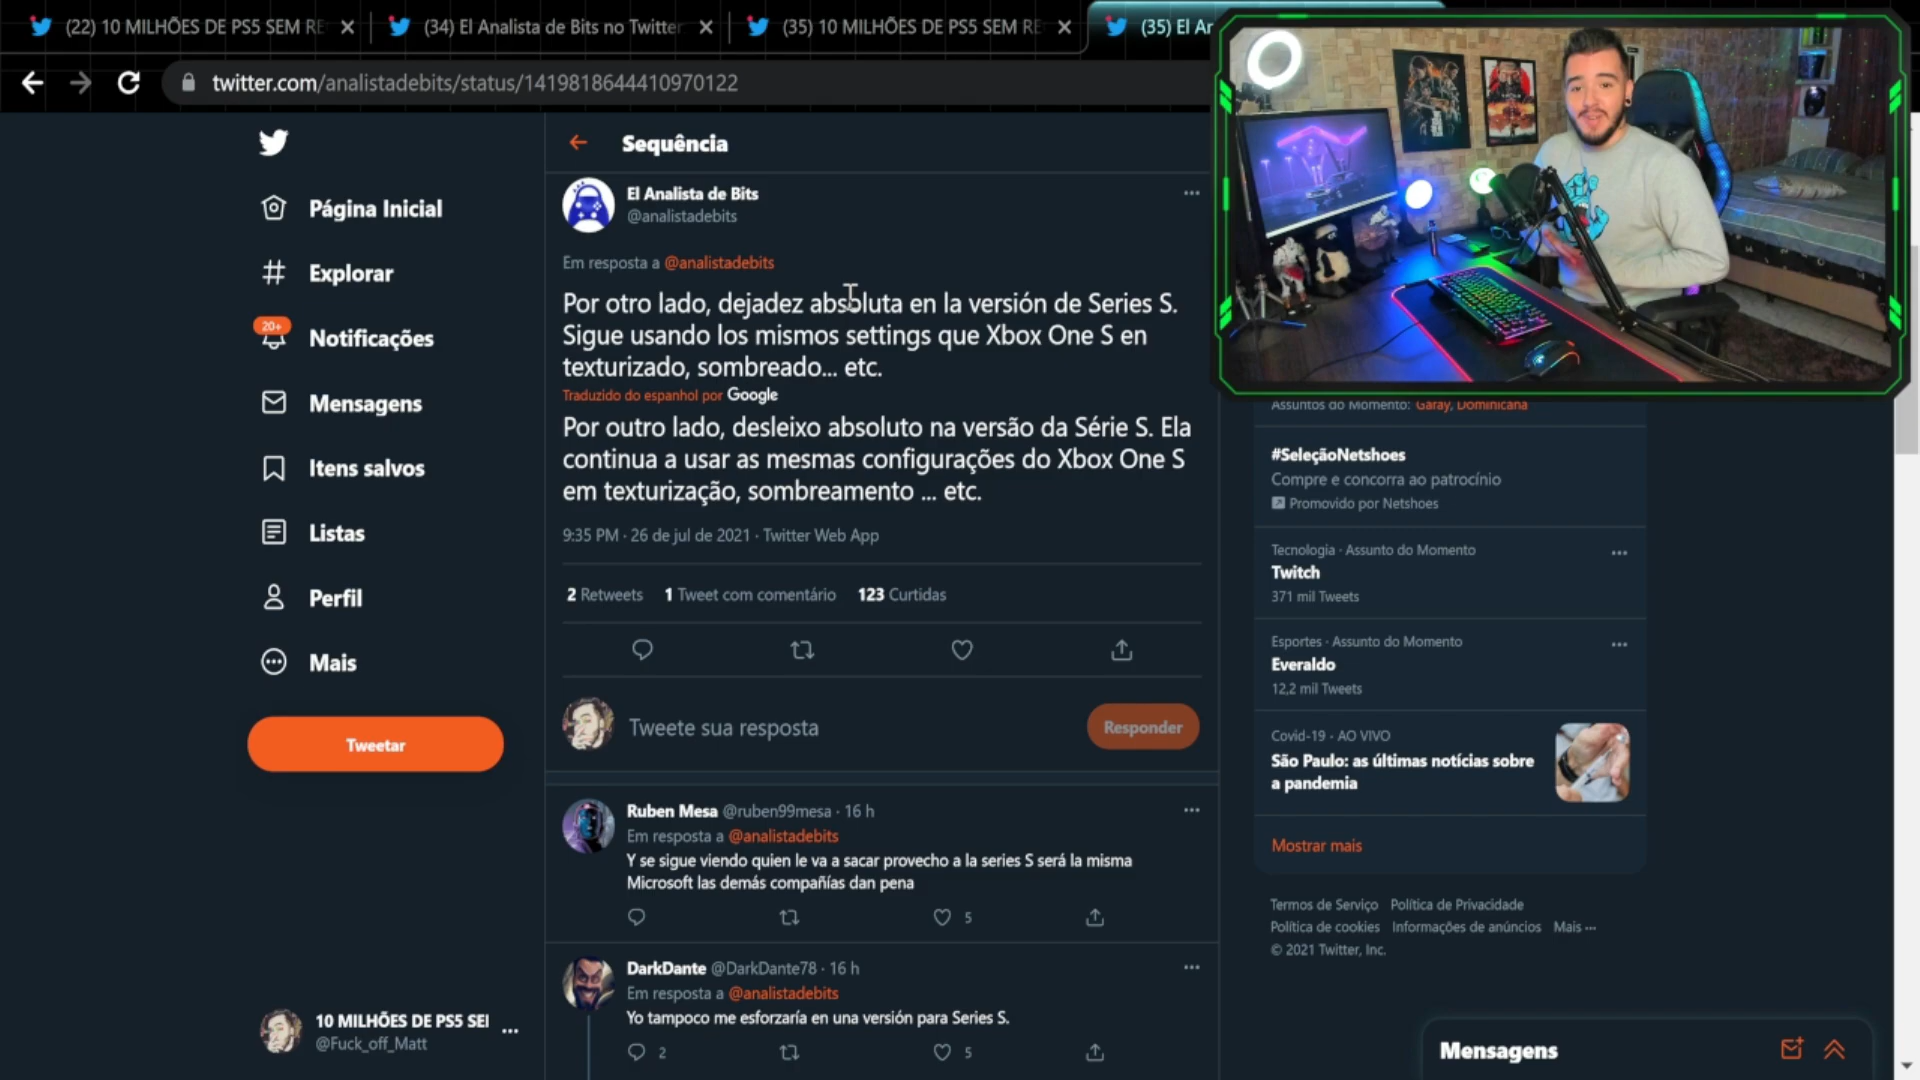 (22) 10 MILHÕES DE PS5 SEM RE
(34) El Analista de Bits no Twitter
(35) 10 MILHÕES DE PS5 SEM RE
(35) El Ar
twitter.com/analistadebits/status/1419818644410970122
Página Inicial
Explorar
20+
Notificações
Mensagens
Itens salvos
Listas
Perfil
Mais
Tweetar
10 MILHÕES DE PS5 SEI
@Fuck_off_Matt
Sequência
El Analista de Bits
@analistadebits
Em resposta a @analistadebits
Por otro lado, dejadez absoluta en la versión de Series S.
Sigue usando los mismos settings que Xbox One S en
texturizado, sombreado... etc.
Traduzido do espanhol por Google
Por outro lado, desleixo absoluto na versão da Série S. Ela
continua a usar as mesmas configurações do Xbox One S
em texturização, sombreamento ... etc.
9:35 PM · 26 de jul de 2021 · Twitter Web App
2 Retweets 1 Tweet com comentário 123 Curtidas
Tweete sua resposta
Responder
Ruben Mesa @ruben99mesa · 16 h
Em resposta a @analistadebits
Y se sigue viendo quien le va a sacar provecho a la series S será la misma
Microsoft las demás compañías dan pena
5
DarkDante @DarkDante78 · 16 h
Em resposta a @analistadebits
Yo tampoco me esforzaría en una versión para Series S.
2 5
Assuntos do Momento: Garay, Dominicana
#SeleçãoNetshoes
Compre e concorra ao patrocínio
Promovido por Netshoes
Tecnologia · Assunto do Momento
Twitch
371 mil Tweets
Esportes · Assunto do Momento
Everaldo
12,2 mil Tweets
Covid-19 · AO VIVO
São Paulo: as últimas notícias sobre
a pandemia
Mostrar mais
Termos de Serviço Política de Privacidade
Política de cookies Informações de anúncios Mais ···
© 2021 Twitter, Inc.
Mensagens